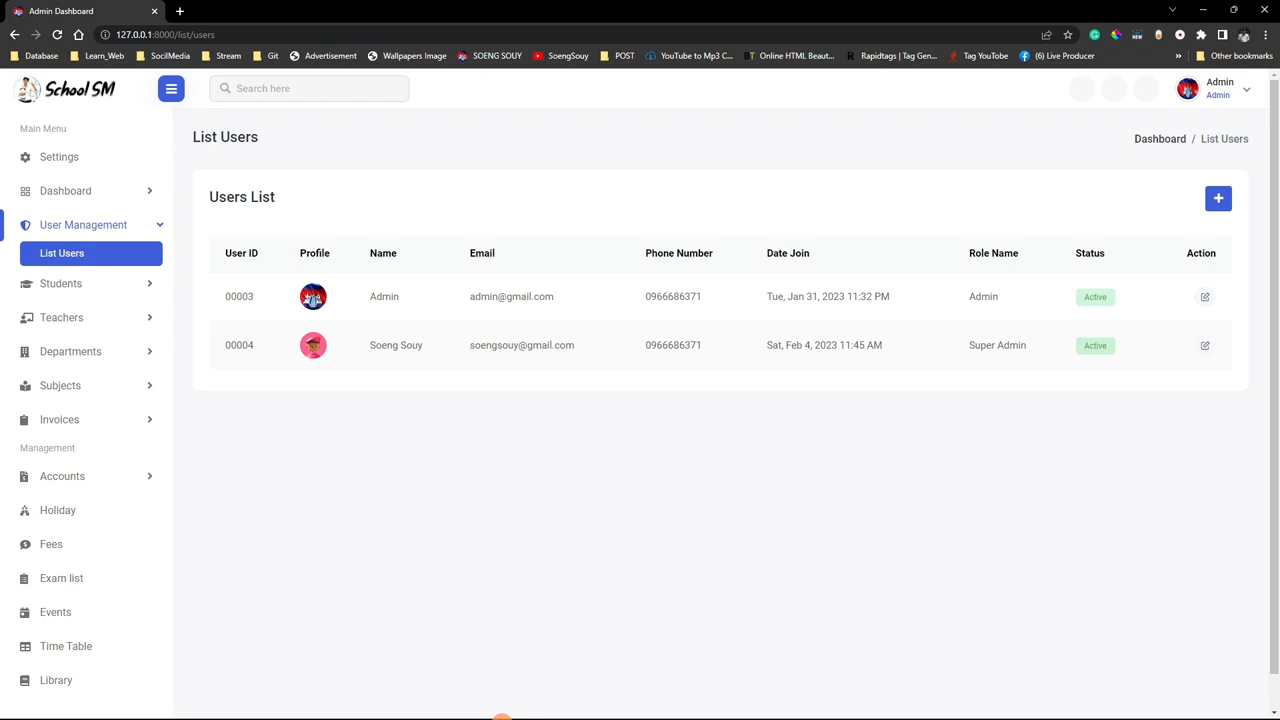 Admin Dashboard
127.0.0.1:8000/list/users
Database Learn_Web SocilMedia Stream Git Advertisement Wallpapers Image SOENG SOUY SoengSouy POST YouTube to Mp3 C... Online HTML Beaut... Rapidtags | Tag Gen... Tag YouTube (6) Live Producer » Other bookmarks
School SM
Search here
Admin
Admin
Main Menu
Settings
Dashboard
User Management
List Users
Students
Teachers
Departments
Subjects
Invoices
Management
Accounts
Holiday
Fees
Exam list
Events
Time Table
Library
List Users
Dashboard / List Users
Users List
User ID Profile Name Email Phone Number Date Join Role Name Status Action
00003 Admin admin@gmail.com 0966686371 Tue, Jan 31, 2023 11:32 PM Admin Active
00004 Soeng Souy soengsouy@gmail.com 0966686371 Sat, Feb 4, 2023 11:45 AM Super Admin Active